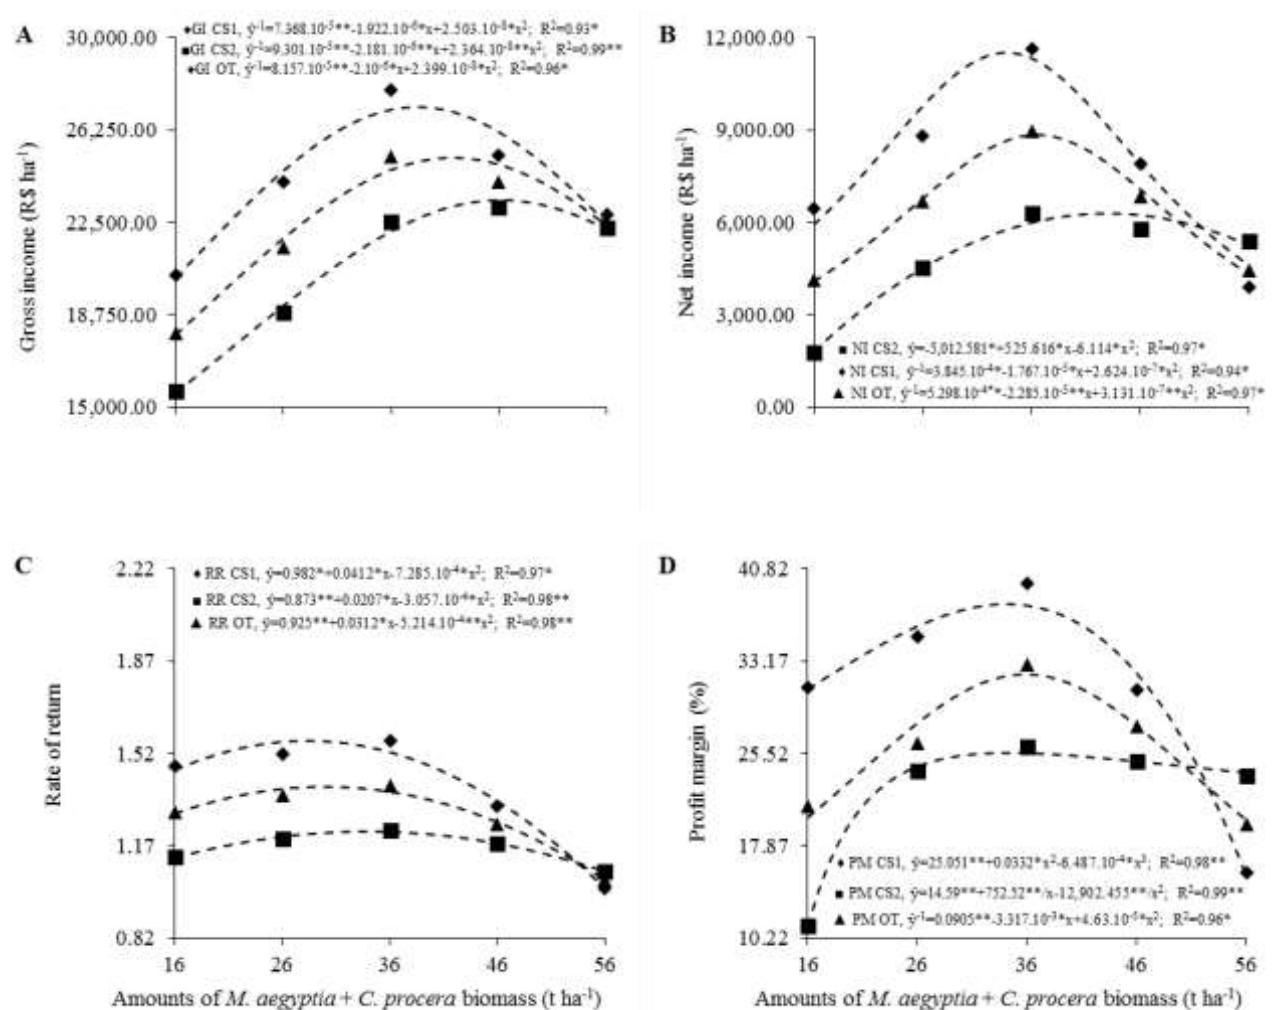 A
30,000.00
26,250.00
22,500.00
18,750.00
15,000.00
Gross income (R$ ha-1)
GI CS1, ŷ-1=7.368.10-5**-1.922.10-6*x+2.503.10-8*x2; R2=0.93*
GI CS2, ŷ-1=9.301.10-5**-2.181.10-6**x+2.364.10-8**x2; R2=0.99**
GI OT, ŷ-1=8.157.10-5**-2.10-6*x+2.399.10-8*x2; R2=0.96*
B
12,000.00
9,000.00
6,000.00
3,000.00
0.00
Net income (R$ ha-1)
NI CS2, ŷ=-5,012.581*+525.616*x-6.114*x2; R2=0.97*
NI CS1, ŷ-1=3.845.10-4*-1.767.10-5*x+2.624.10-7*x2; R2=0.94*
NI OT, ŷ-1=5.298.10-4**-2.285.10-5**x+3.131.10-7**x2; R2=0.97*
C
2.22
1.87
1.52
1.17
0.82
Rate of return
RR CS1, ŷ=0.982*+0.0412*x-7.285.10-4*x2; R2=0.97*
RR CS2, ŷ=0.873**+0.0207*x-3.057.10-4*x2; R2=0.98**
RR OT, ŷ=0.925**+0.0312*x-5.214.10-4**x2; R2=0.98**
16 26 36 46 56
Amounts of M. aegyptia + C. procera biomass (t ha-1)
D
40.82
33.17
25.52
17.87
10.22
Profit margin (%)
PM CS1, ŷ=25.051**+0.0332*x2-6.487.10-4*x3; R2=0.98**
PM CS2, ŷ=14.59**+752.52**/x-12,902.455**/x2; R2=0.99**
PM OT, ŷ-1=0.0905**-3.317.10-3*x+4.63.10-5*x2; R2=0.96*
16 26 36 46 56
Amounts of M. aegyptia + C. procera biomass (t ha-1)